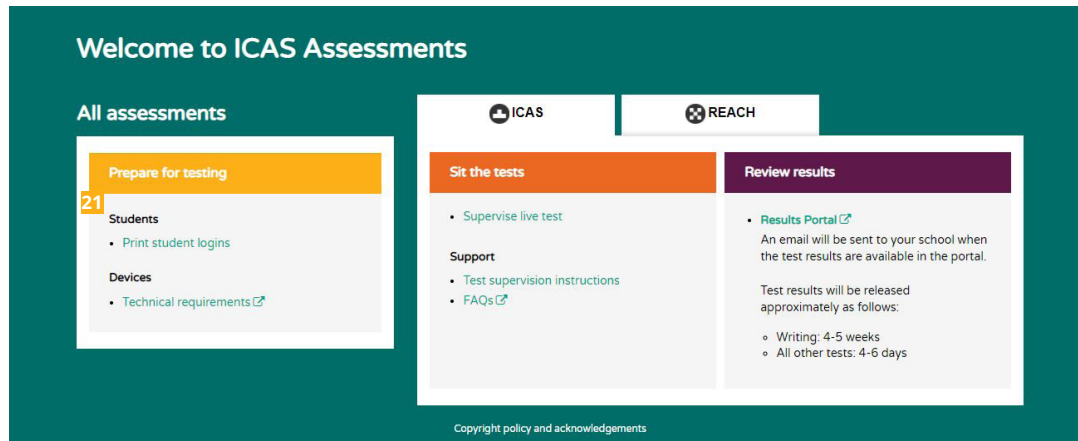 Welcome to ICAS Assessments
All assessments
ICAS
REACH
Prepare for testing
21
Students
Print student logins
Devices
Technical requirements
Sit the tests
Supervise live test
Support
Test supervision instructions
FAQs
Review results
Results Portal
An email will be sent to your school when
the test results are available in the portal.
Test results will be released
approximately as follows:
Writing: 4-5 weeks
All other tests: 4-6 days
Copyright policy and acknowledgements